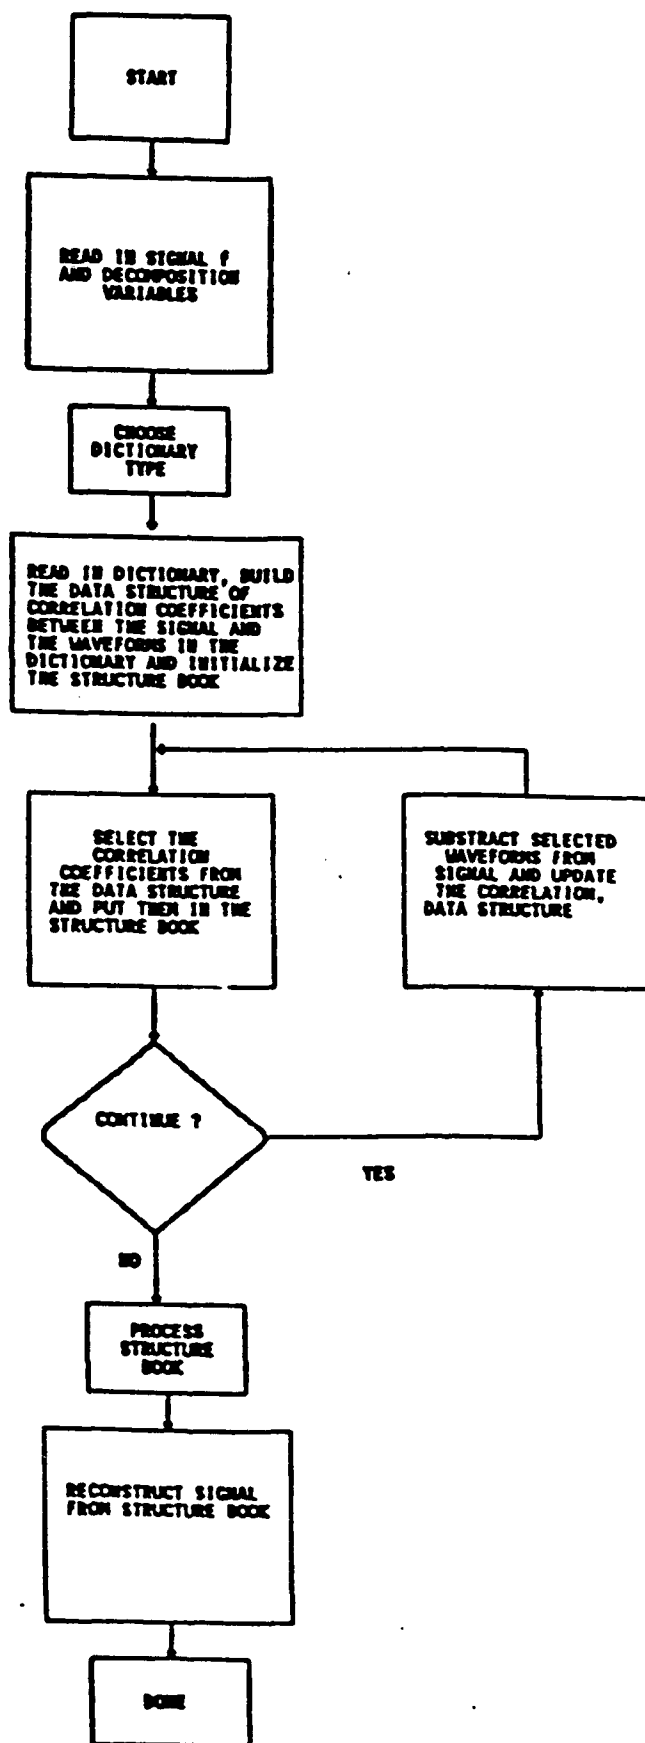 START
READ IN SIGNAL f
AND DECOMPOSITION
VARIABLES
CHOOSE
DICTIONARY
TYPE
READ IN DICTIONARY, BUILD
THE DATA STRUCTURE OF
CORRELATION COEFFICIENTS
BETWEEN THE SIGNAL AND
THE WAVEFORMS IN THE
DICTIONARY AND INITIALIZE
THE STRUCTURE BOOK
SELECT THE
CORRELATION
COEFFICIENTS FROM
THE DATA STRUCTURE
AND PUT THEM IN THE
STRUCTURE BOOK
SUBSTRACT SELECTED
WAVEFORMS FROM
SIGNAL AND UPDATE
THE CORRELATION,
DATA STRUCTURE
CONTINUE ?
YES
NO
PROCESS
STRUCTURE
BOOK
RECONSTRUCT SIGNAL
FROM STRUCTURE BOOK
DONE